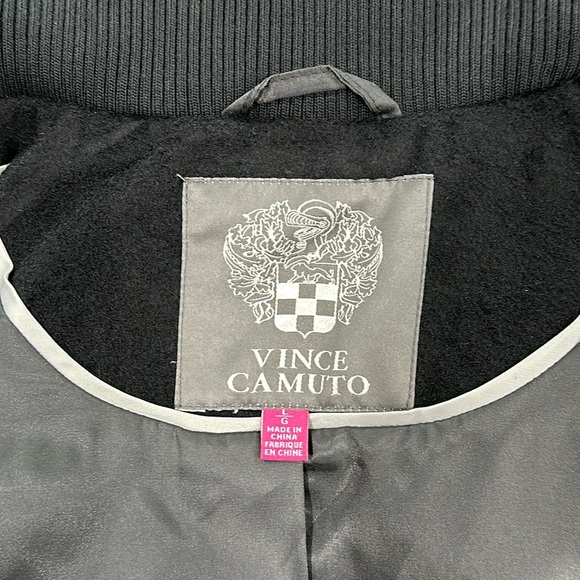 VINCE
CAMUTO
L
G
MADE IN
CHINA
FABRIQUE
EN CHINE